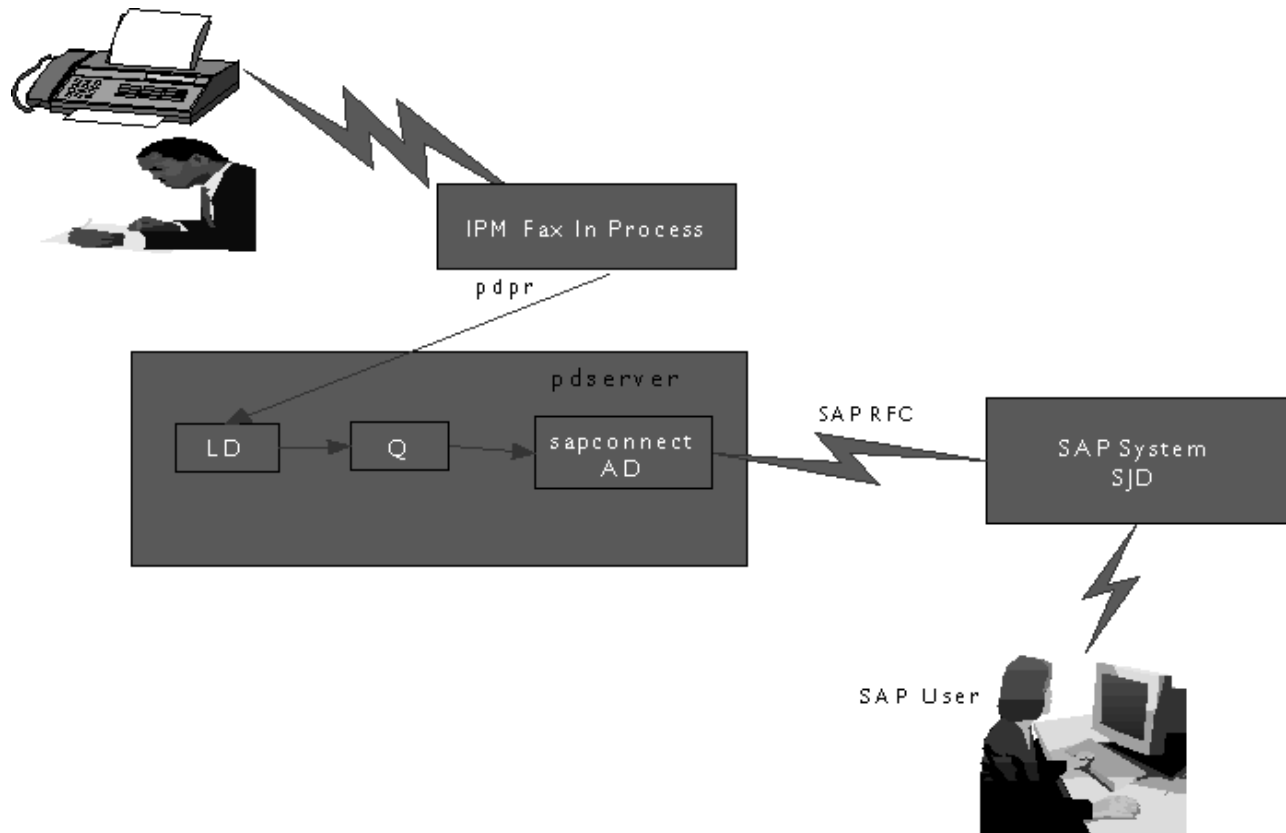 IPM Fax In Process
pdpr
pdserver
LD
Q
sapconnect
AD
SAP RFC
SAP System
SJD
SAP User